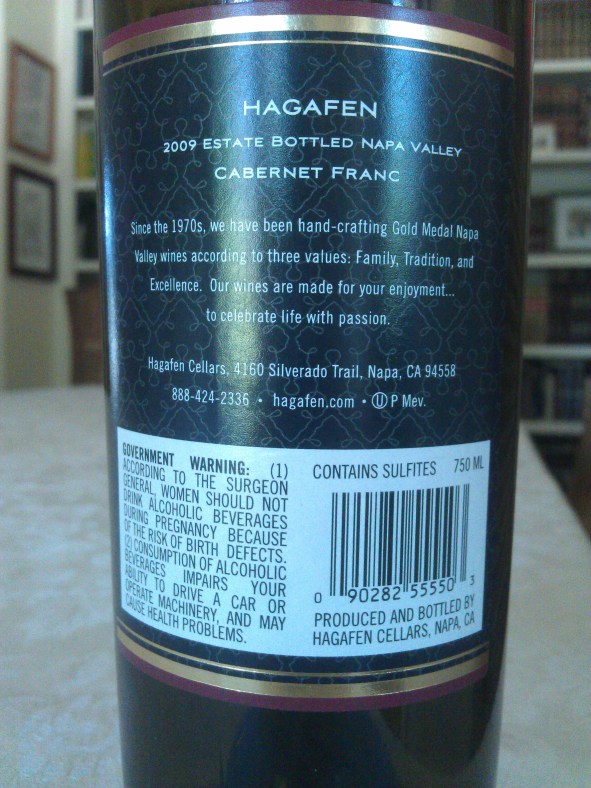 HAGAFEN
2009 ESTATE BOTTLED NAPA VALLEY
CABERNET FRANC
Since the 1970s, we have been hand-crafting Gold Medal Napa
Valley wines according to three values: Family, Tradition, and
Excellence. Our wines are made for your enjoyment...
to celebrate life with passion.
Hagafen Cellars, 4160 Silverado Trail, Napa, CA 94558
888-424-2336 • hagafen.com • Ⓤ P Mev.
GOVERNMENT WARNING: (1)
ACCORDING TO THE SURGEON
GENERAL, WOMEN SHOULD NOT
DRINK ALCOHOLIC BEVERAGES
DURING PREGNANCY BECAUSE
OF THE RISK OF BIRTH DEFECTS.
(2) CONSUMPTION OF ALCOHOLIC
BEVERAGES IMPAIRS YOUR
ABILITY TO DRIVE A CAR OR
OPERATE MACHINERY, AND MAY
CAUSE HEALTH PROBLEMS.
CONTAINS SULFITES 750 ML
0 90282 55550 3
PRODUCED AND BOTTLED BY
HAGAFEN CELLARS, NAPA, CA